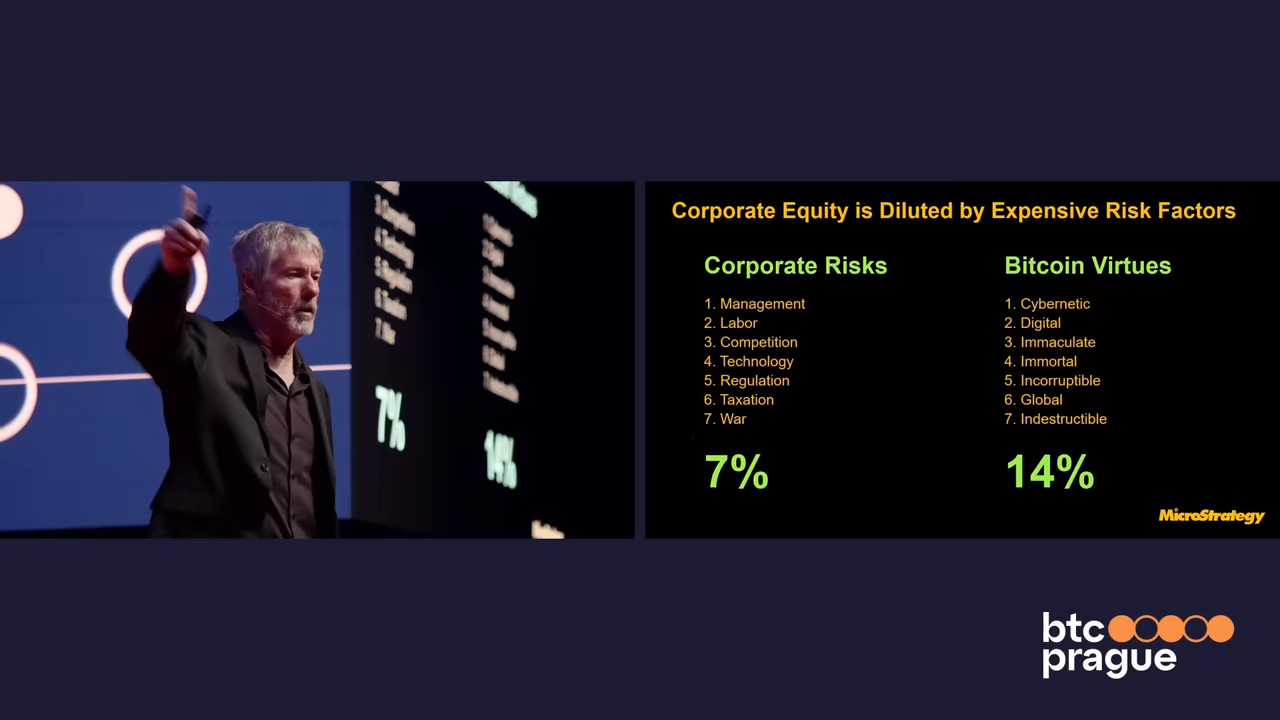 Corporate Equity is Diluted by Expensive Risk Factors
Corporate Risks
1. Management
2. Labor
3. Competition
4. Technology
5. Regulation
6. Taxation
7. War
7%
Bitcoin Virtues
1. Cybernetic
2. Digital
3. Immaculate
4. Immortal
5. Incorruptible
6. Global
7. Indestructible
14%
MicroStrategy
7%
14%
btc
prague